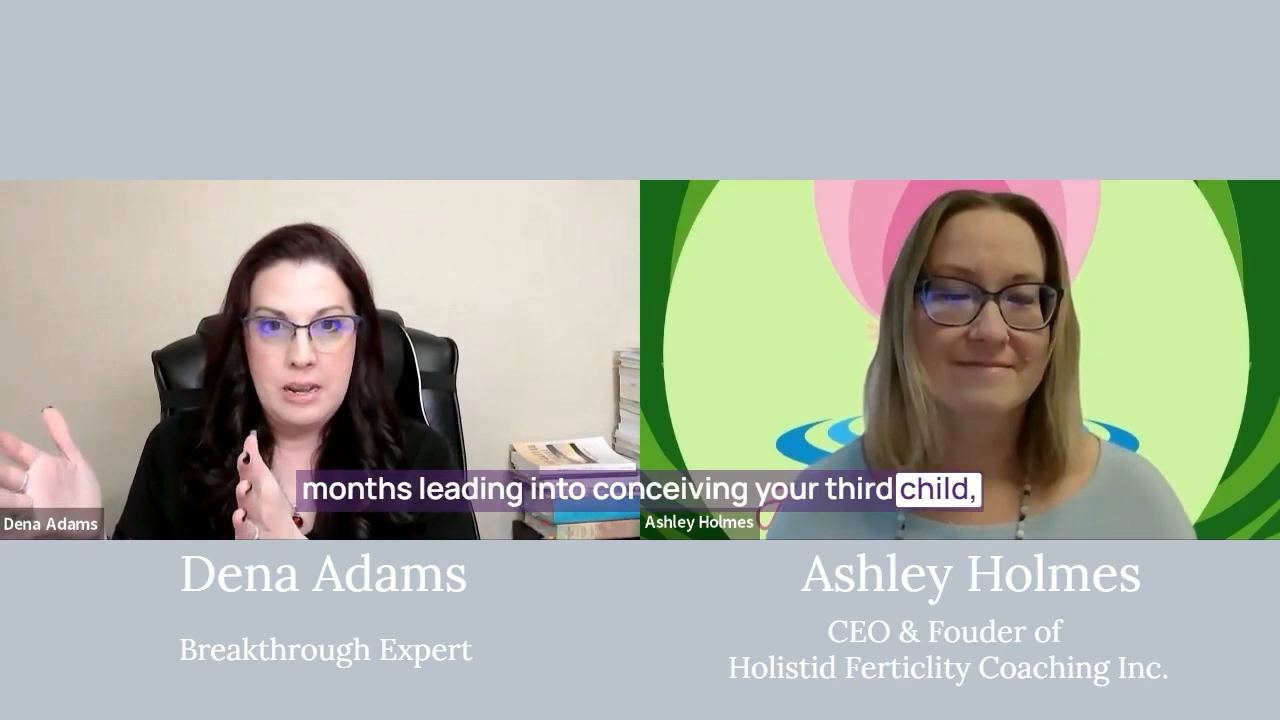 months leading into conceiving your third child,
Dena Adams
Ashley Holmes
Dena Adams
Ashley Holmes
Breakthrough Expert
CEO & Fouder of
Holistid Ferticlity Coaching Inc.